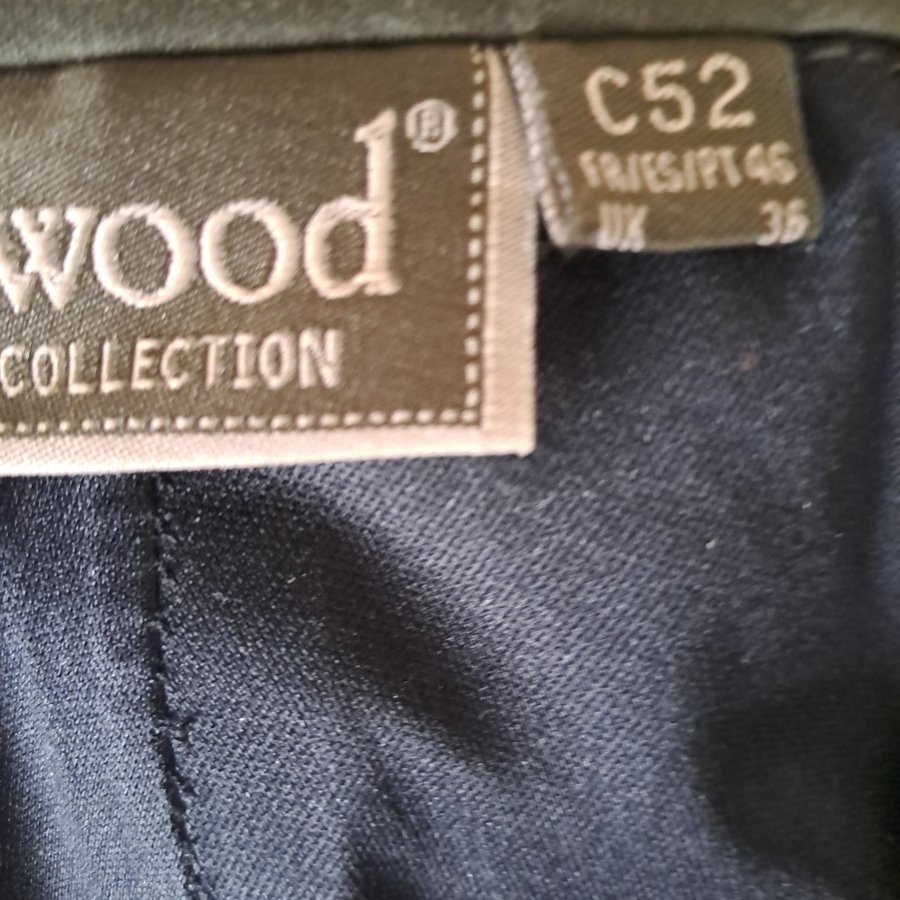 wood®
COLLECTION
C52
FR/ES/PT 46
UK 36